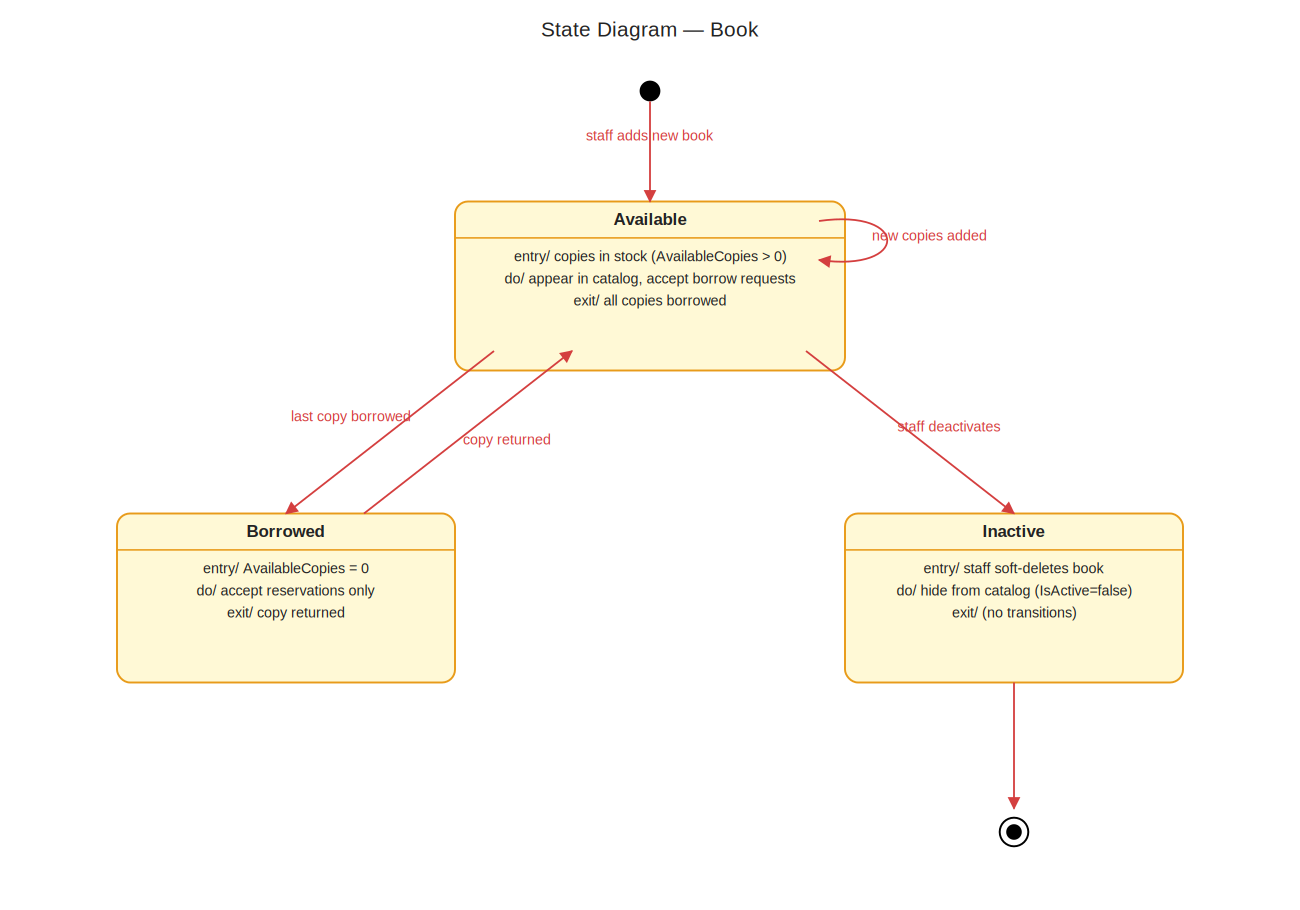 State Diagram — Book
staff adds new book
Available
new copies added
entry/ copies in stock (AvailableCopies > 0)
do/ appear in catalog, accept borrow requests
exit/ all copies borrowed
last copy borrowed
copy returned
staff deactivates
Borrowed
entry/ AvailableCopies = 0
do/ accept reservations only
exit/ copy returned
Inactive
entry/ staff soft-deletes book
do/ hide from catalog (IsActive=false)
exit/ (no transitions)